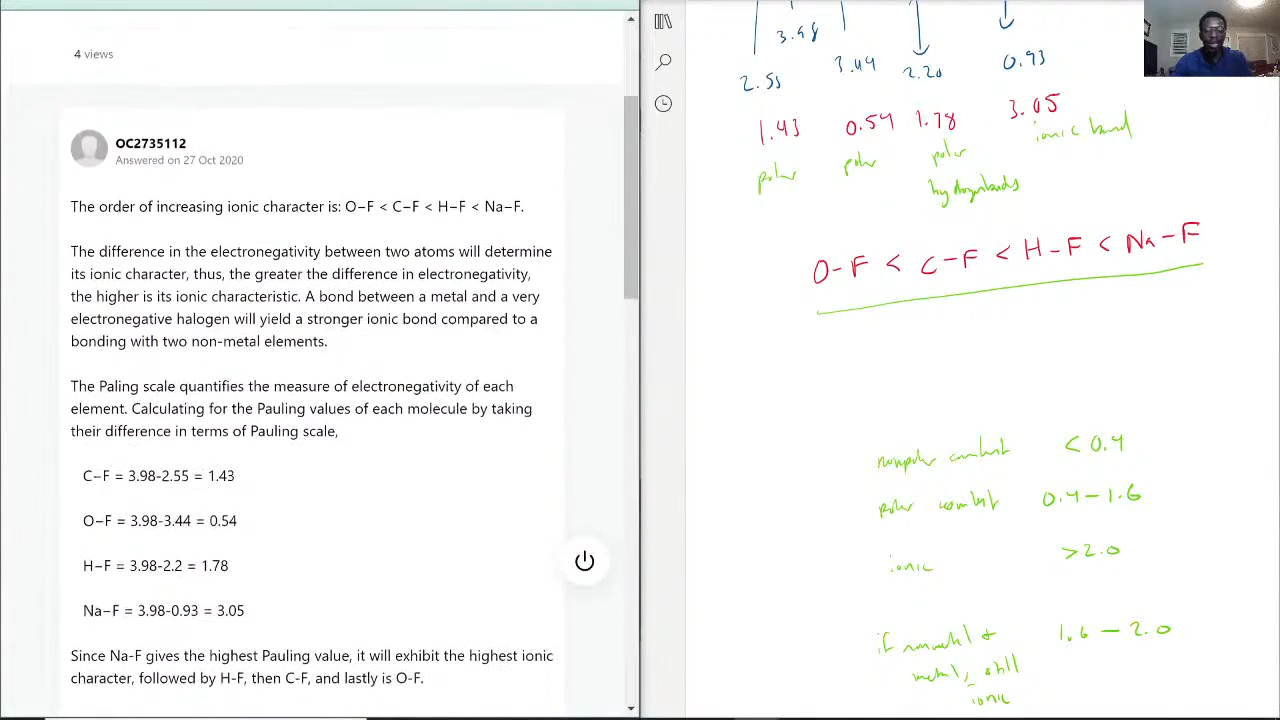 4 views
OC2735112
Answered on 27 Oct 2020
The order of increasing ionic character is: O−F < C−F < H−F < Na−F.
The difference in the electronegativity between two atoms will determine
its ionic character, thus, the greater the difference in electronegativity,
the higher is its ionic characteristic. A bond between a metal and a very
electronegative halogen will yield a stronger ionic bond compared to a
bonding with two non-metal elements.
The Paling scale quantifies the measure of electronegativity of each
element. Calculating for the Pauling values of each molecule by taking
their difference in terms of Pauling scale,
C−F = 3.98-2.55 = 1.43
O−F = 3.98-3.44 = 0.54
H−F = 3.98-2.2 = 1.78
Na−F = 3.98-0.93 = 3.05
Since Na-F gives the highest Pauling value, it will exhibit the highest ionic
character, followed by H-F, then C-F, and lastly is O-F.
3.98
2.55 3.44 2.20 0.93
1.43 0.54 1.78 3.05
polar polar polar ionic bond
hydrogen bonds
O-F < C-F < H-F < Na-F
nonpolar covalent < 0.4
polar covalent 0.4 - 1.6
ionic > 2.0
if nonmetal + 1.6 - 2.0
metal, still
ionic